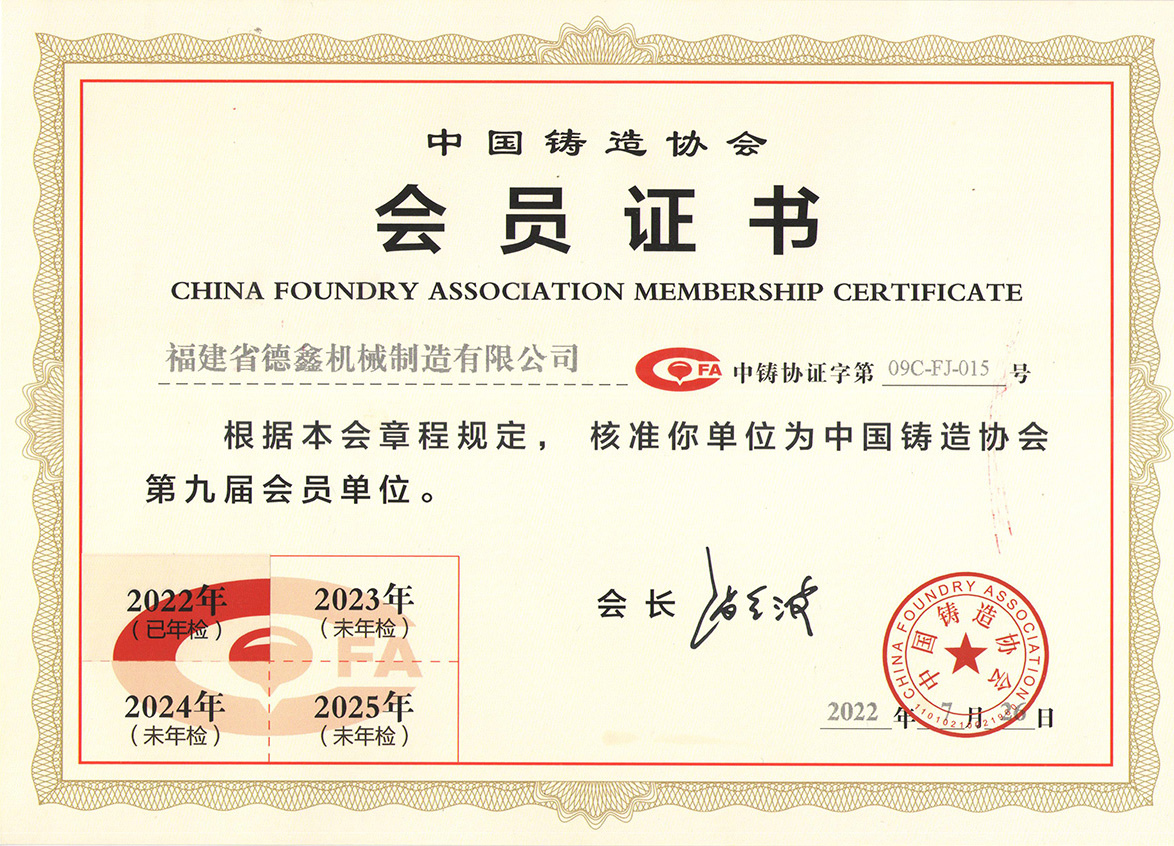 中国铸造协会
会员证书
CHINA FOUNDRY ASSOCIATION MEMBERSHIP CERTIFICATE
福建省德鑫机械制造有限公司
CFA 中铸协证字第 09C-FJ-015 号
根据本会章程规定， 核准你单位为中国铸造协会
第九届会员单位。
2022年 2023年
（已年检） （未年检）
FA
2024年 2025年
（未年检） （未年检）
会长
CHINA FOUNDRY ASSOCIATION
中国铸造协会
2022 年 7 月 26 日